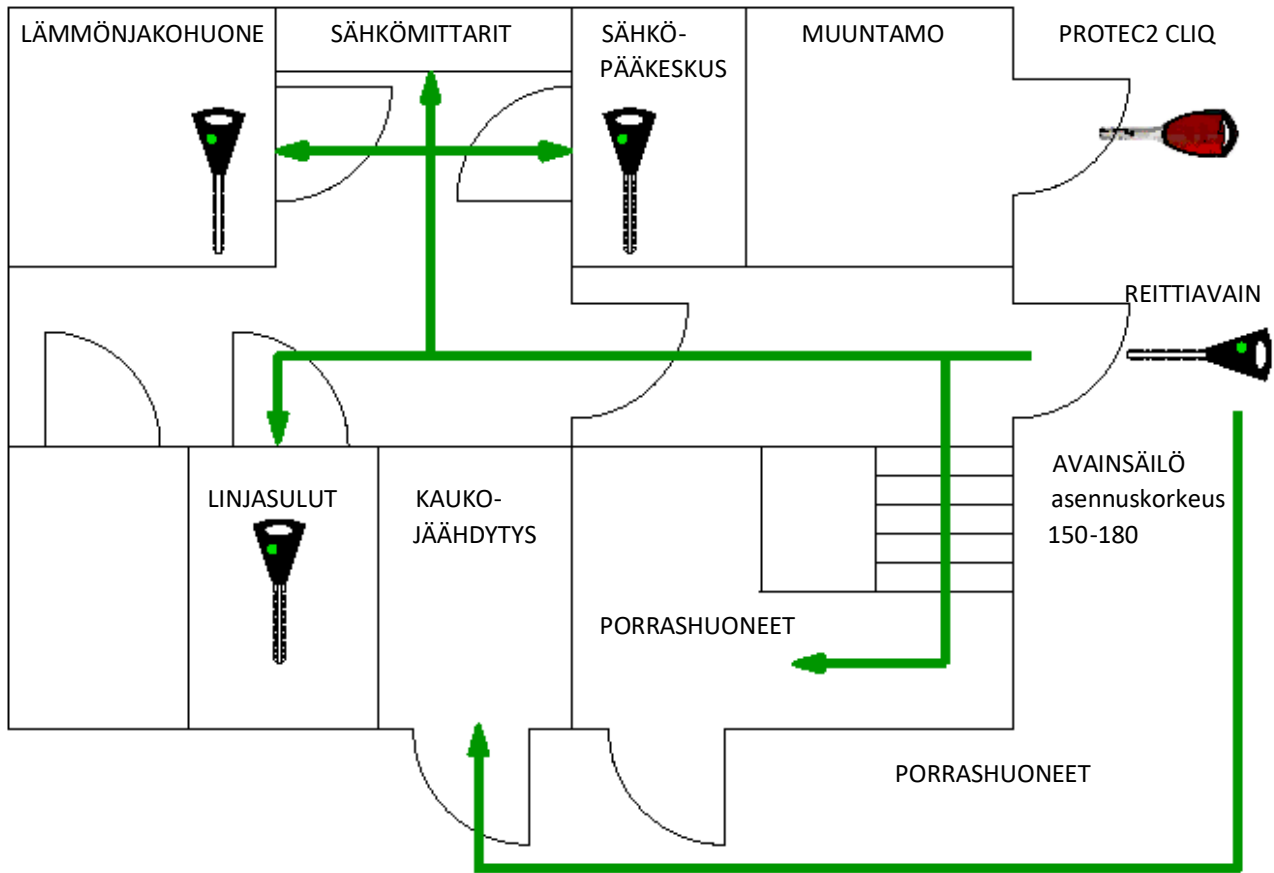 LÄMMÖNJAKOHUONE
SÄHKÖMITTARIT
SÄHKÖ-
PÄÄKESKUS
MUUNTAMO
PROTEC2 CLIQ
REITTIAVAIN
LINJASULUT
KAUKO-
JÄÄHDYTYS
AVAINSÄILÖ
asennuskorkeus
150-180
PORRASHUONEET
PORRASHUONEET